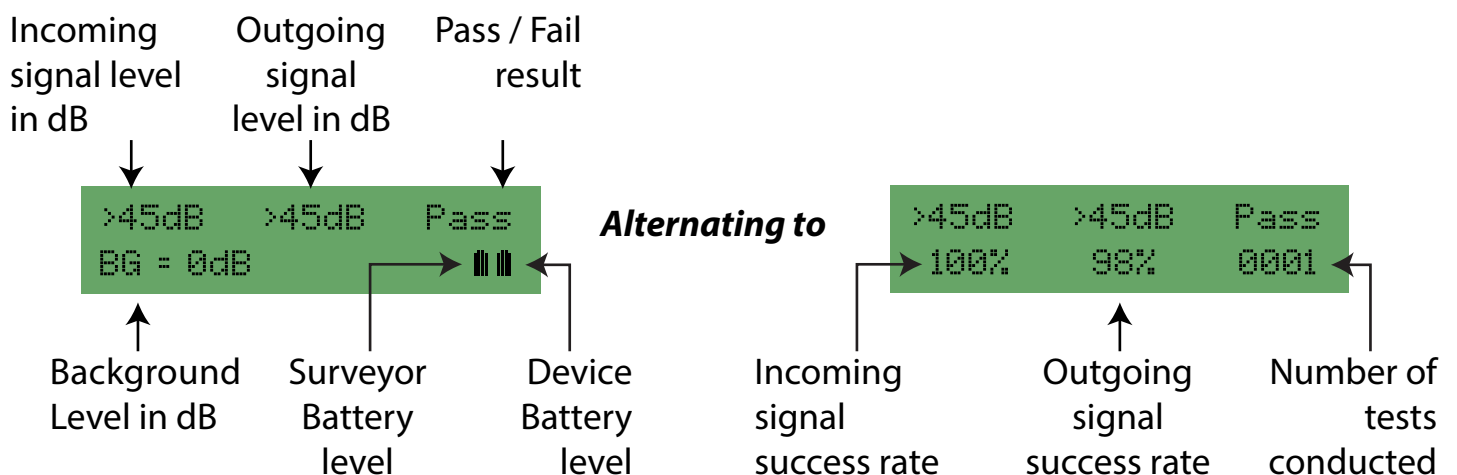 Incoming
signal level
in dB
Outgoing
signal
level in dB
Pass / Fail
result
>45dB >45dB Pass
BG = 0dB
Background
Level in dB
Surveyor
Battery
level
Device
Battery
level
Alternating to
>45dB >45dB Pass
100% 98% 0001
Incoming
signal
success rate
Outgoing
signal
success rate
Number of
tests
conducted